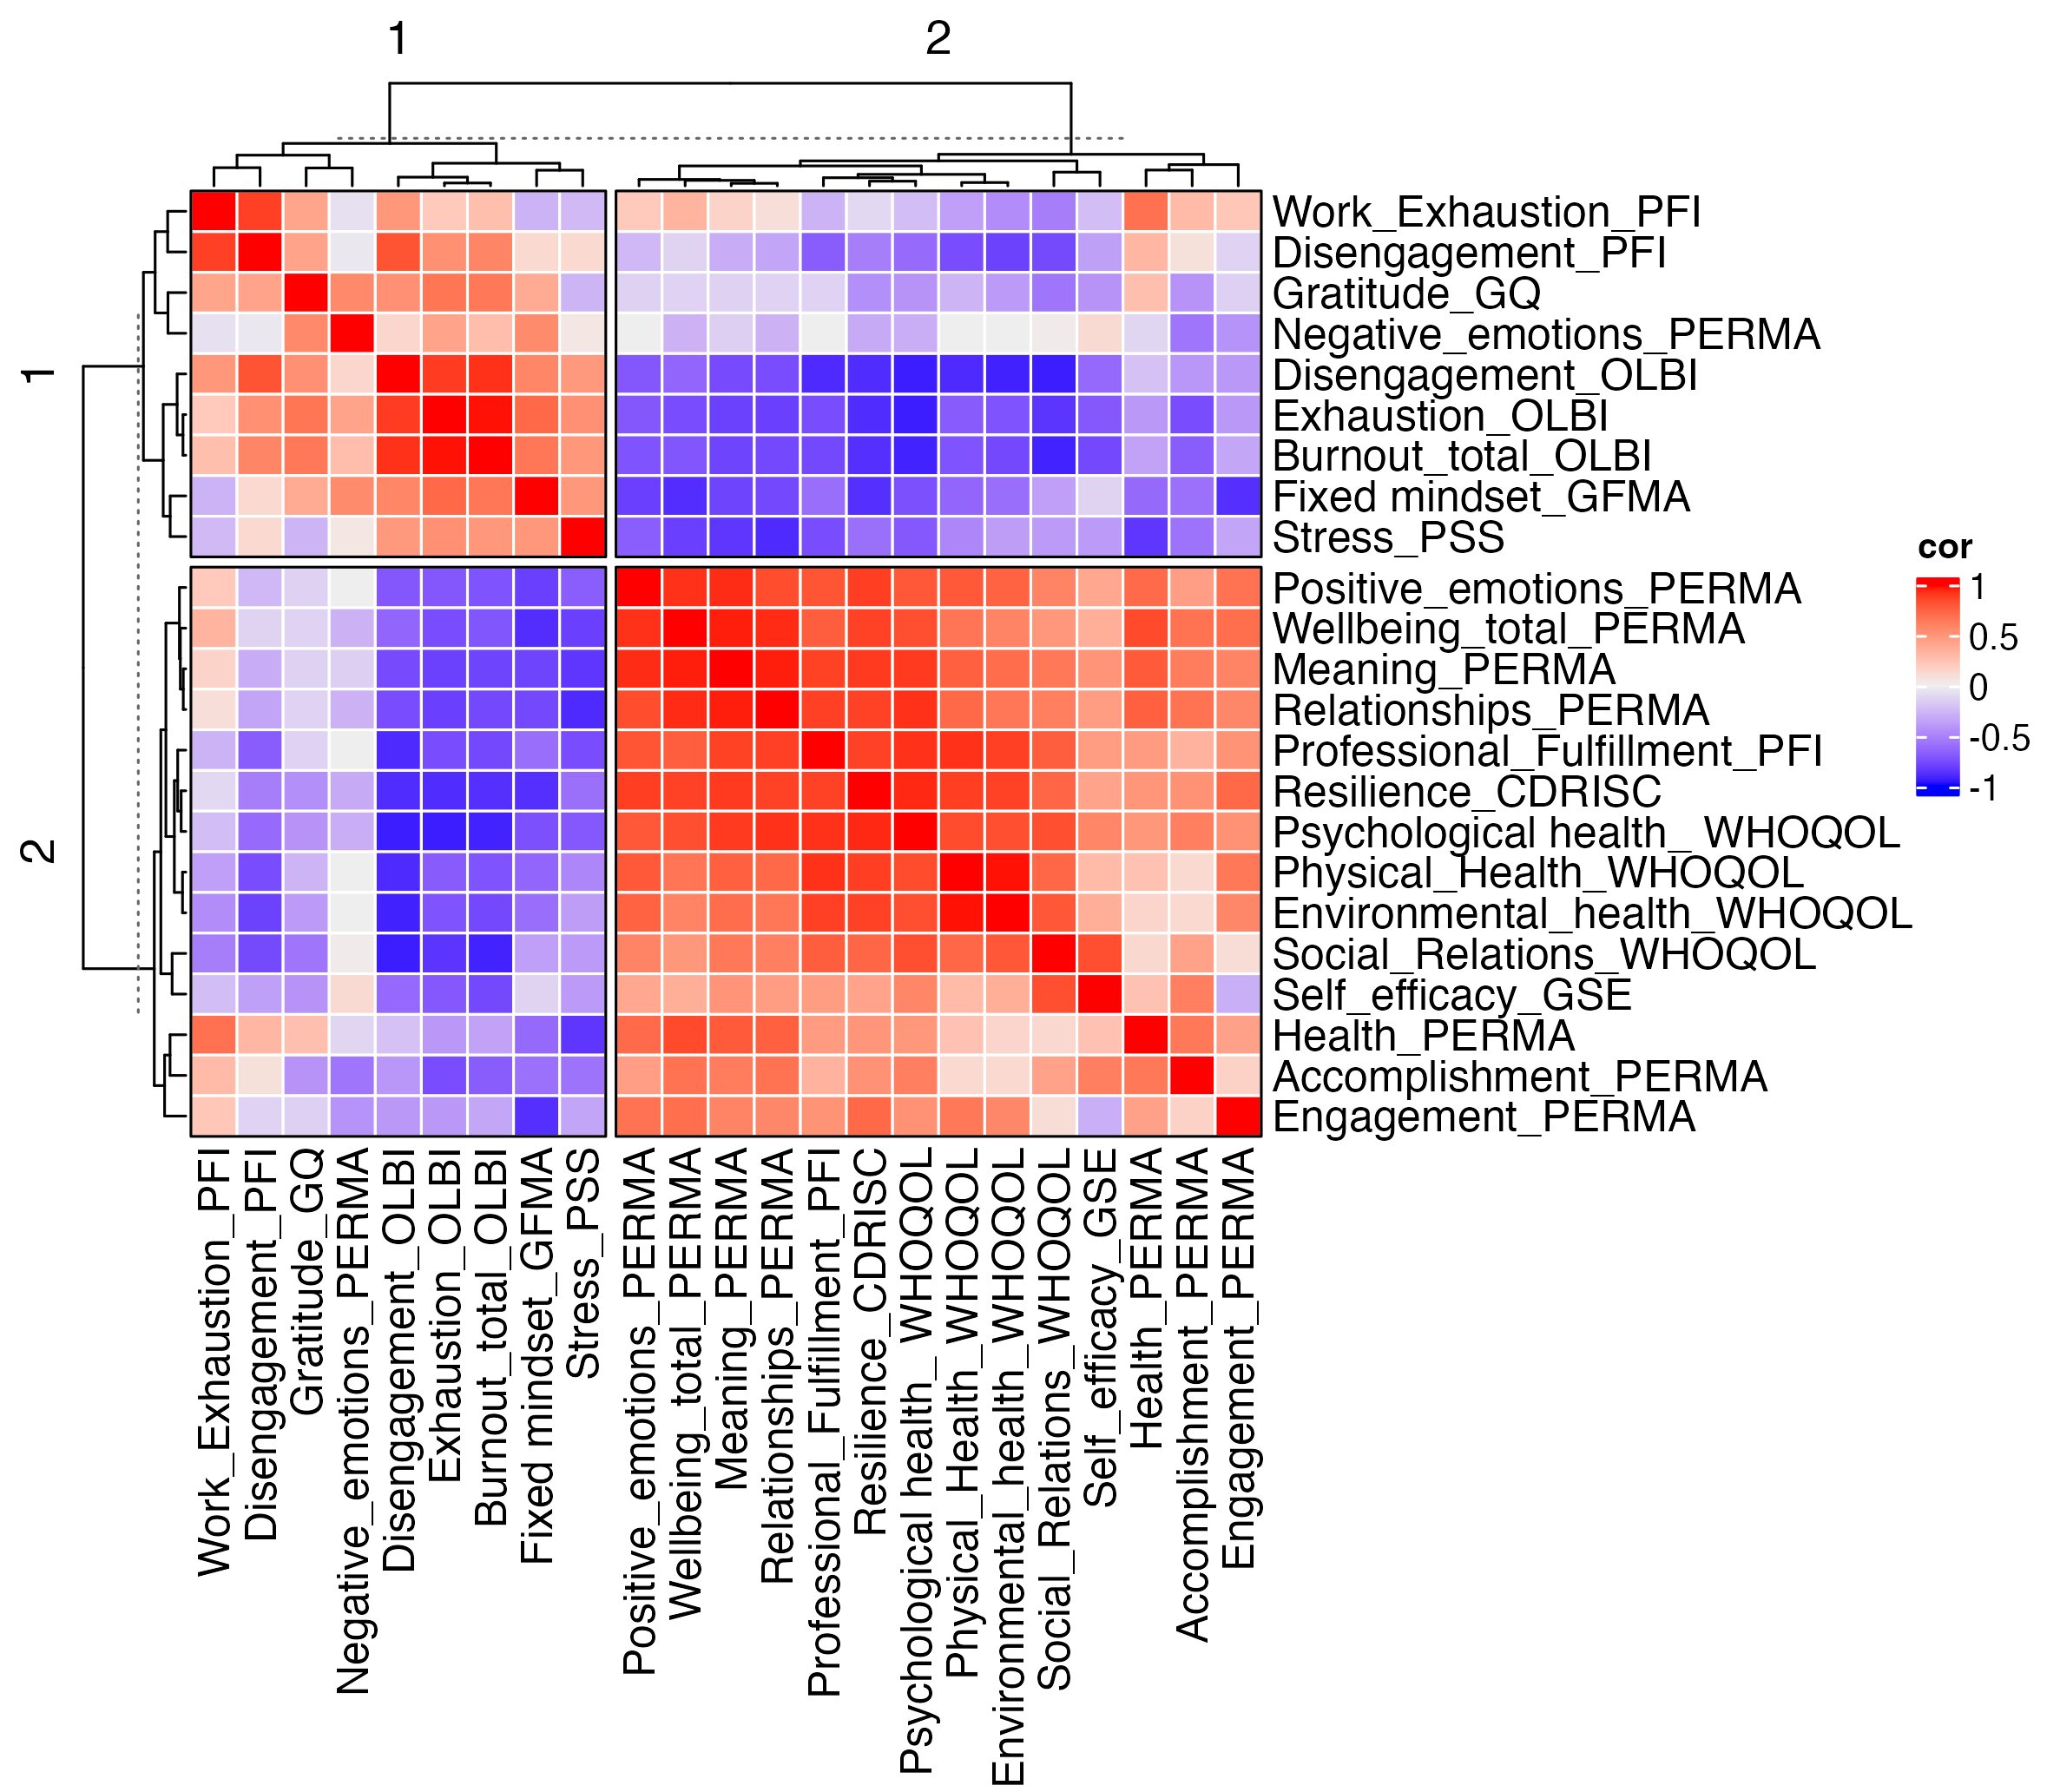 1 2
1
2
Work_Exhaustion_PFI
Disengagement_PFI
Gratitude_GQ
Negative_emotions_PERMA
Disengagement_OLBI
Exhaustion_OLBI
Burnout_total_OLBI
Fixed mindset_GFMA
Stress_PSS
Positive_emotions_PERMA
Wellbeing_total_PERMA
Meaning_PERMA
Relationships_PERMA
Professional_Fulfillment_PFI
Resilience_CDRISC
Psychological health_ WHOQOL
Physical_Health_WHOQOL
Environmental_health_WHOQOL
Social_Relations_WHOQOL
Self_efficacy_GSE
Health_PERMA
Accomplishment_PERMA
Engagement_PERMA
cor
1
0.5
0
-0.5
-1
Work_Exhaustion_PFI
Disengagement_PFI
Gratitude_GQ
Negative_emotions_PERMA
Disengagement_OLBI
Exhaustion_OLBI
Burnout_total_OLBI
Fixed mindset_GFMA
Stress_PSS
Positive_emotions_PERMA
Wellbeing_total_PERMA
Meaning_PERMA
Relationships_PERMA
Professional_Fulfillment_PFI
Resilience_CDRISC
Psychological health_ WHOQOL
Physical_Health_WHOQOL
Environmental_health_WHOQOL
Social_Relations_WHOQOL
Self_efficacy_GSE
Health_PERMA
Accomplishment_PERMA
Engagement_PERMA